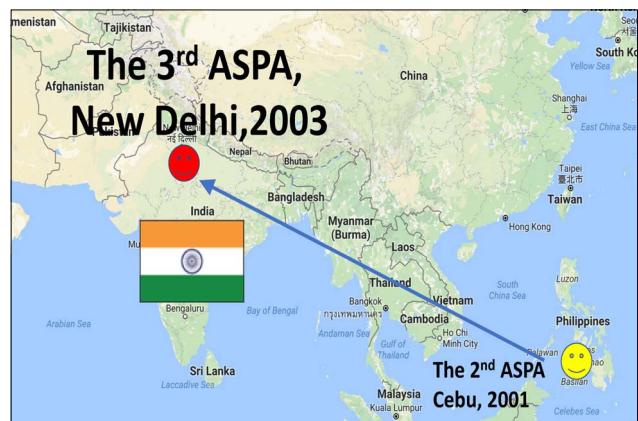 menistan
Tajikistan
The 3rd ASPA,
New Delhi,2003
Afghanistan
China
South Ko
Yellow Sea
Shanghai
上海
East China Sea
नई दिल्ली
Nepal
Bhutan
Taipei
臺北市
Taiwan
Bangladesh
India
Myanmar
(Burma)
Hong Kong
Laos
Mu
Thailand
South
China Sea
Luzon
Bengaluru
Bay of Bengal
Bangkok
กรุงเทพมหานคร
Vietnam
Cambodia
Philippines
Arabian Sea
Andaman Sea
Gulf of
Thailand
Ho Chi
Minh City
Palawan
Sri Lanka
Laccadive Sea
The 2nd ASPA
Cebu, 2001
Basilan
Malaysia
Kuala Lumpur
Celebes Sea